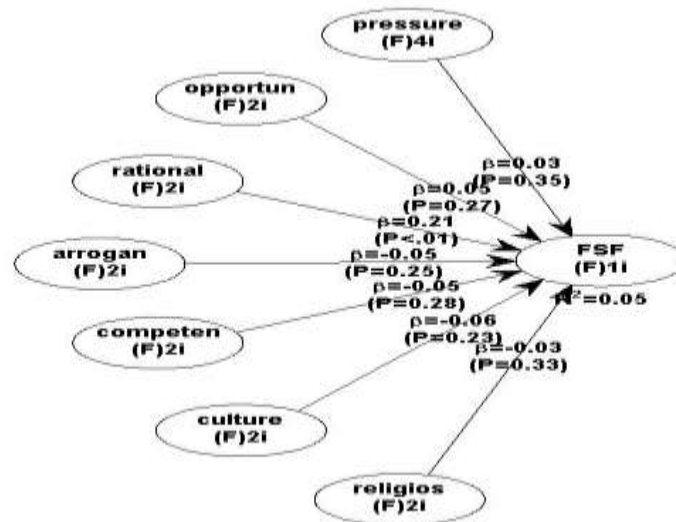 pressure
(F)4i
opportun
(F)2i
rational
(F)2i
arrogan
(F)2i
competen
(F)2i
culture
(F)2i
religios
(F)2i
β=0.03
(P=0.35)
β=0.05
(P=0.27)
β=0.21
(P<.01)
β=-0.05
(P=0.25)
β=-0.05
(P=0.28)
β=-0.06
(P=0.23)
β=-0.03
(P=0.33)
FSF
(F)1i
R²=0.05